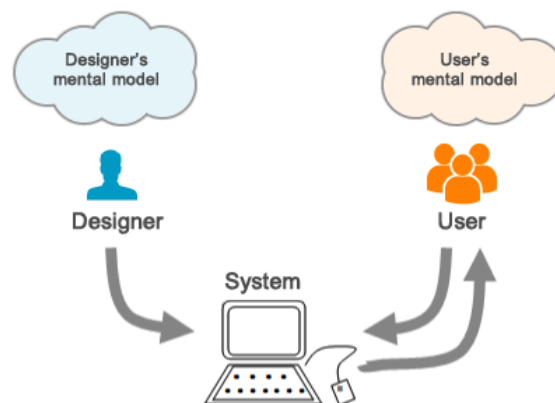 Designer's
mental model
User's
mental model
Designer
User
System